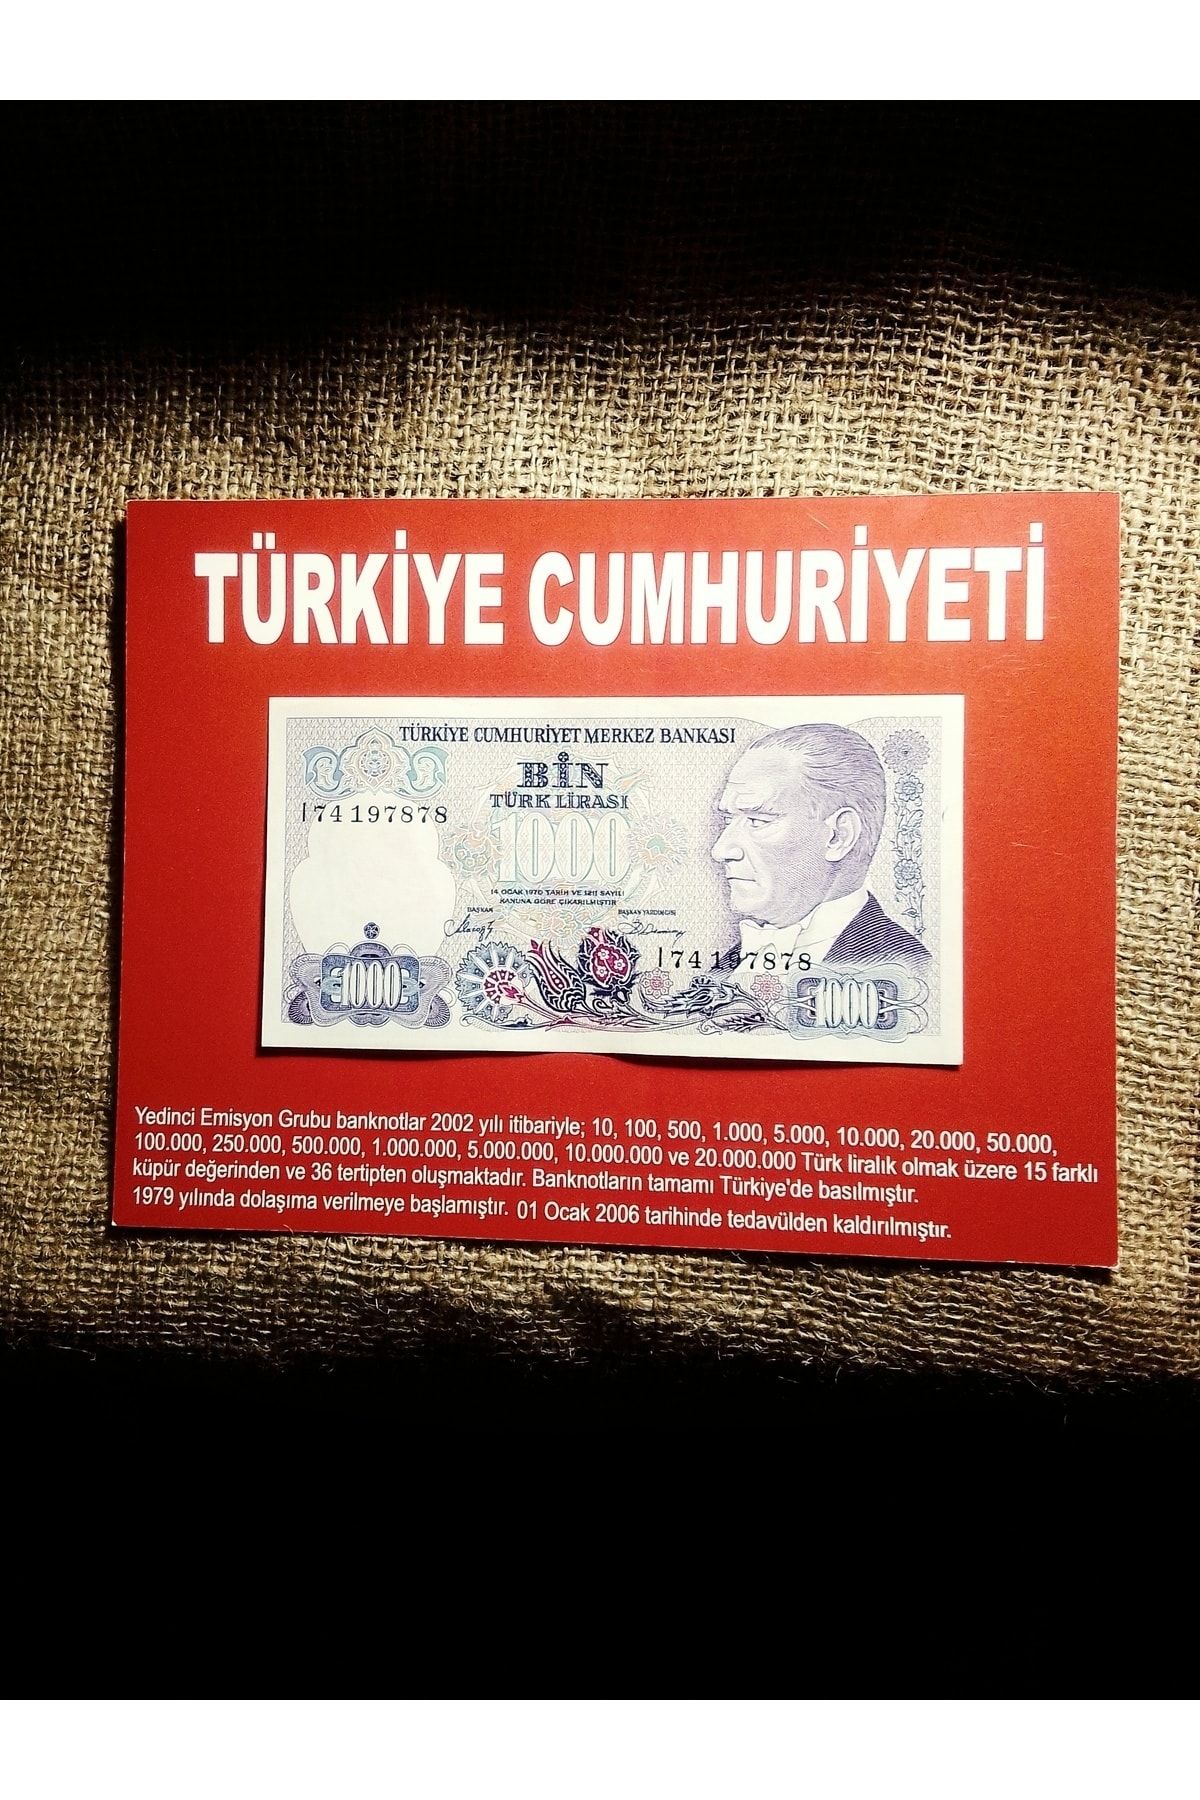 TÜRKİYE CUMHURİYETİ
TÜRKİYE CUMHURİYET MERKEZ BANKASI
BİN
TÜRK LİRASI
I74 197878
1000
14 OCAK 1970 TARİH VE 1211 SAYILI
KANUNA GÖRE ÇIKARILMIŞTIR
BAŞKAN
BAŞKAN YARDIMCISI
I74 197878
1000
1000
Yedinci Emisyon Grubu banknotlar 2002 yılı itibariyle; 10, 100, 500, 1.000, 5.000, 10.000, 20.000, 50.000,
100.000, 250.000, 500.000, 1.000.000, 5.000.000, 10.000.000 ve 20.000.000 Türk liralık olmak üzere 15 farklı
küpür değerinden ve 36 tertipten oluşmaktadır. Banknotların tamamı Türkiye'de basılmıştır.
1979 yılında dolaşıma verilmeye başlamıştır. 01 Ocak 2006 tarihinde tedavülden kaldırılmıştır.